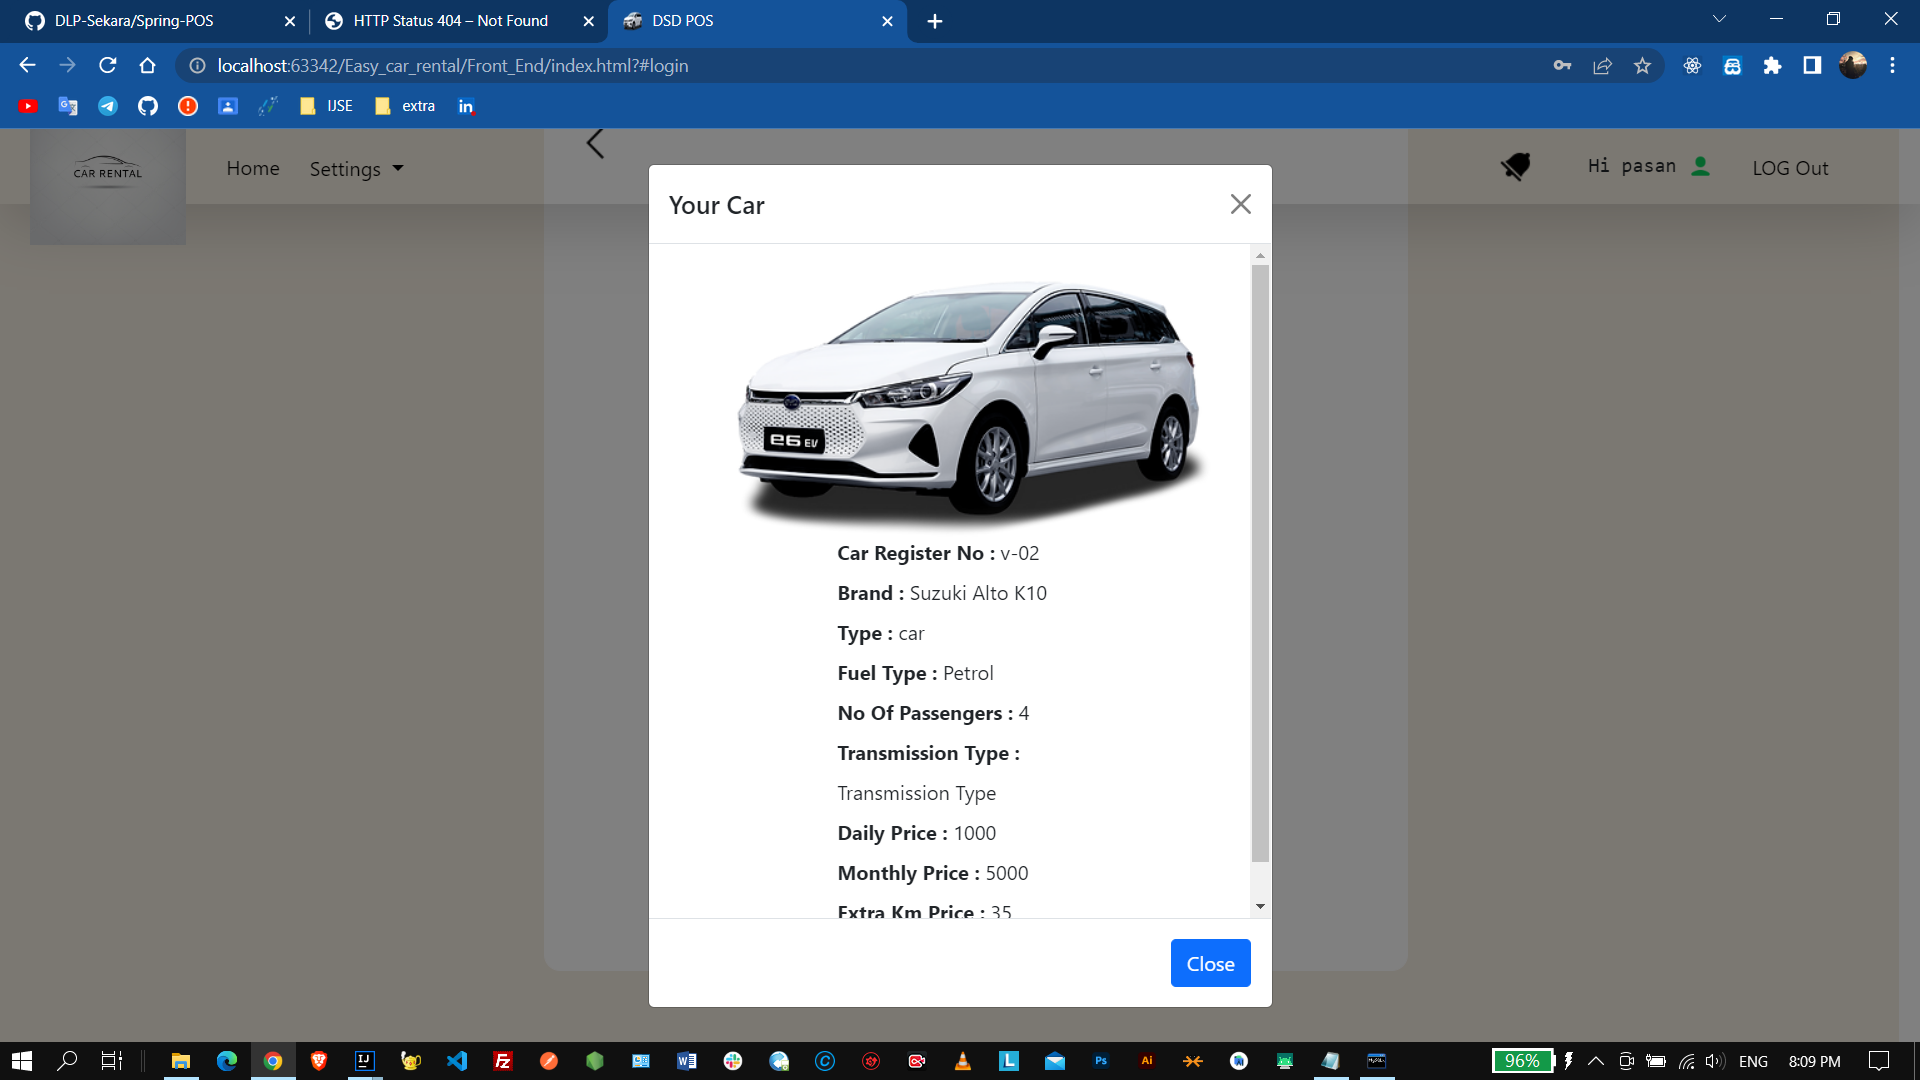 DLP-Sekara/Spring-POS
HTTP Status 404 – Not Found
DSD POS
localhost:63342/Easy_car_rental/Front_End/index.html?#login
IJSE
extra
CAR RENTAL
Home
Settings
Hi pasan
LOG Out
Your Car
e6 EV
Car Register No : v-02
Brand : Suzuki Alto K10
Type : car
Fuel Type : Petrol
No Of Passengers : 4
Transmission Type :
Transmission Type
Daily Price : 1000
Monthly Price : 5000
Extra Km Price : 35
Close
96%
ENG
8:09 PM